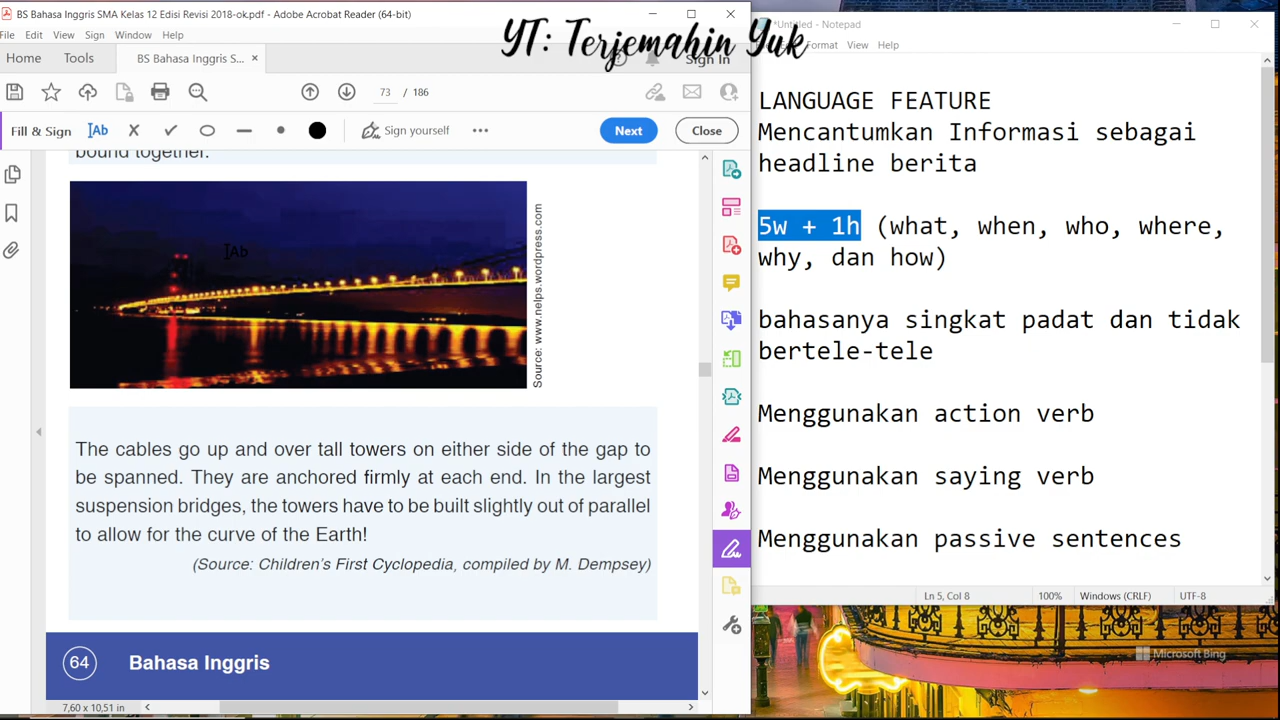 BS Bahasa Inggris SMA Kelas 12 Edisi Revisi 2018-ok.pdf - Adobe Acrobat Reader (64-bit)
YT: Terjemahin Yuk
File Edit View Sign Window Help
Home Tools BS Bahasa Inggris S... × Sign In
73 / 186
Fill & Sign Ab Sign yourself ••• Next Close
bound together.
Ab
Source: www.nelps.wordpress.com
The cables go up and over tall towers on either side of the gap to
be spanned. They are anchored firmly at each end. In the largest
suspension bridges, the towers have to be built slightly out of parallel
to allow for the curve of the Earth!
(Source: Children's First Cyclopedia, compiled by M. Dempsey)
64 Bahasa Inggris
7,60 x 10,51 in
*Untitled - Notepad
Format View Help
LANGUAGE FEATURE
Mencantumkan Informasi sebagai
headline berita
5w + 1h (what, when, who, where,
why, dan how)
bahasanya singkat padat dan tidak
bertele-tele
Menggunakan action verb
Menggunakan saying verb
Menggunakan passive sentences
Ln 5, Col 8 100% Windows (CRLF) UTF-8
Microsoft Bing